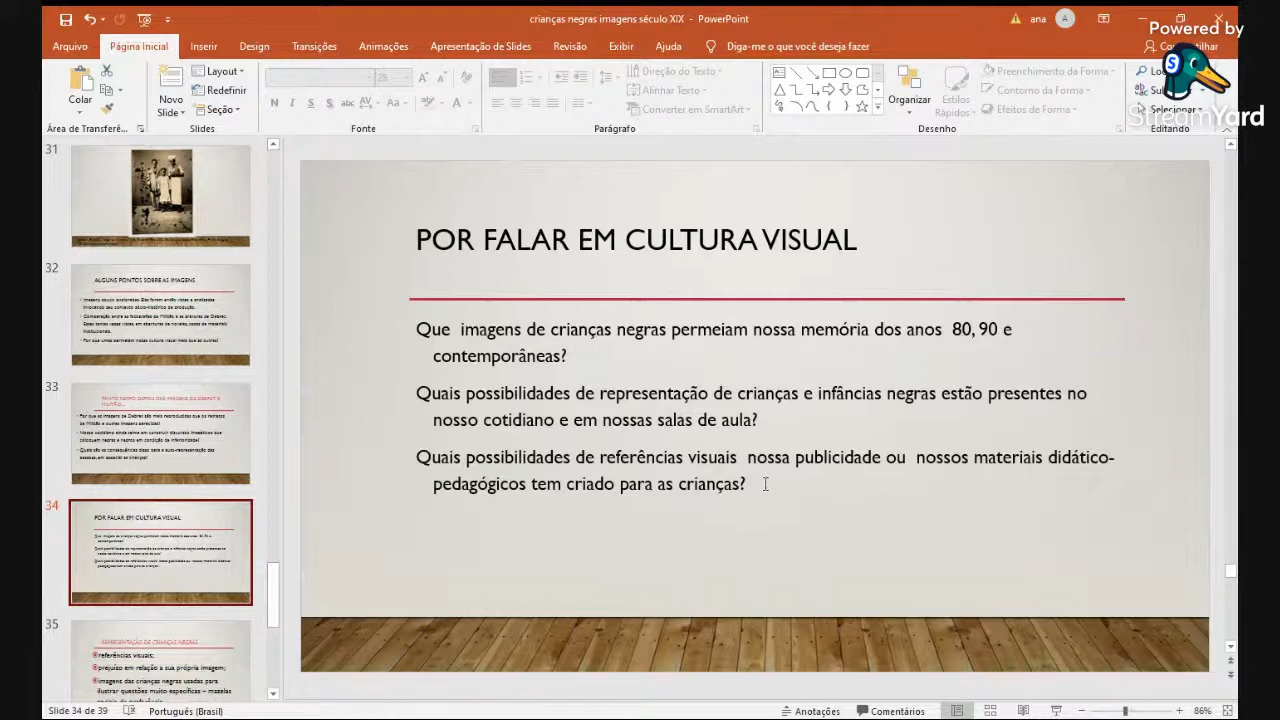 crianças negras imagens século XIX - PowerPoint
ana
A
Powered by
StreamYard
Arquivo
Página Inicial
Inserir
Design
Transições
Animações
Apresentação de Slides
Revisão
Exibir
Ajuda
Diga-me o que você deseja fazer
Colar
Novo
Slide
Layout
Redefinir
Seção
28
N I S S abc AV Aa A
Direção do Texto
Alinhar Texto
Converter em SmartArt
Organizar
Estilos
Rápidos
Preenchimento da Forma
Contorno da Forma
Efeitos de Forma
Selecionar
Área de Transferê...
Slides
Fonte
Parágrafo
Desenho
Editando
31
32
ALGUNS PONTOS SOBRE AS IMAGENS
33
34
POR FALAR EM CULTURA VISUAL
35
REPRESENTAÇÃO DE CRIANÇAS NEGRAS
referências visuais;
prejuízo em relação a sua própria imagem;
imagens das crianças negras usadas para
ilustrar questões muito específicas – mazelas
POR FALAR EM CULTURA VISUAL
Que imagens de crianças negras permeiam nossa memória dos anos 80, 90 e
contemporâneas?
Quais possibilidades de representação de crianças e infâncias negras estão presentes no
nosso cotidiano e em nossas salas de aula?
Quais possibilidades de referências visuais nossa publicidade ou nossos materiais didático-
pedagógicos tem criado para as crianças?
Slide 34 de 39
Português (Brasil)
Anotações
Comentários
86%